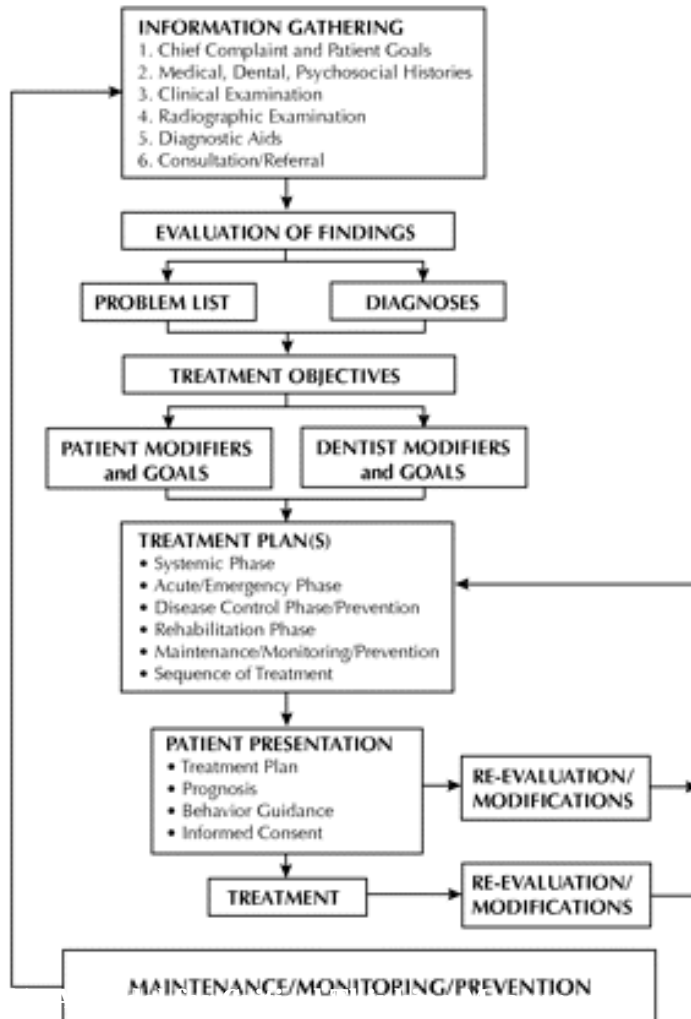 INFORMATION GATHERING
1. Chief Complaint and Patient Goals
2. Medical, Dental, Psychosocial Histories
3. Clinical Examination
4. Radiographic Examination
5. Diagnostic Aids
6. Consultation/Referral
EVALUATION OF FINDINGS
PROBLEM LIST
DIAGNOSES
TREATMENT OBJECTIVES
PATIENT MODIFIERS
and GOALS
DENTIST MODIFIERS
and GOALS
TREATMENT PLAN(S)
• Systemic Phase
• Acute/Emergency Phase
• Disease Control Phase/Prevention
• Rehabilitation Phase
• Maintenance/Monitoring/Prevention
• Sequence of Treatment
PATIENT PRESENTATION
• Treatment Plan
• Prognosis
• Behavior Guidance
• Informed Consent
RE-EVALUATION/
MODIFICATIONS
TREATMENT
RE-EVALUATION/
MODIFICATIONS
MAINTENANCE/MONITORING/PREVENTION